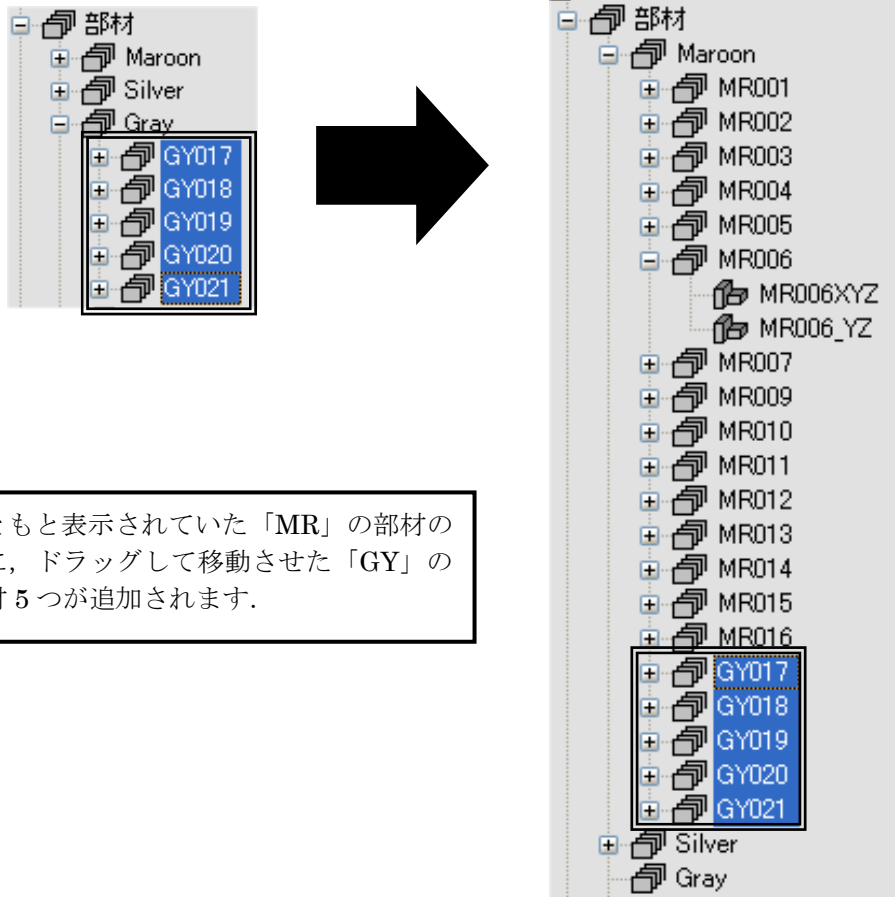 部材
Maroon
Silver
Gray
GY017
GY018
GY019
GY020
GY021
もと表示されていた「MR」の部材の
，ドラッグして移動させた「GY」の
5つが追加されます．
部材
Maroon
MR001
MR002
MR003
MR004
MR005
MR006
MR006XYZ
MR006_YZ
MR007
MR009
MR010
MR011
MR012
MR013
MR014
MR015
MR016
GY017
GY018
GY019
GY020
GY021
Silver
Gray